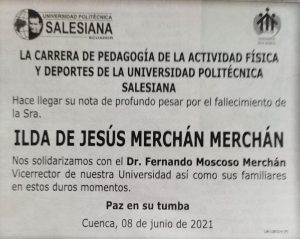 UNIVERSIDAD POLITÉCNICA
SALESIANA
ECUADOR
LA CARRERA DE PEDAGOGÍA DE LA ACTIVIDAD FÍSICA
Y DEPORTES DE LA UNIVERSIDAD POLITÉCNICA
SALESIANA
Hace llegar su nota de profundo pesar por el fallecimiento de
la Sra.
ILDA DE JESÚS MERCHÁN MERCHÁN
Nos solidarizamos con el Dr. Fernando Moscoso Merchán
Vicerrector de nuestra Universidad así como sus familiares
en estos duros momentos.
Paz en su tumba
Cuenca, 08 de junio de 2021